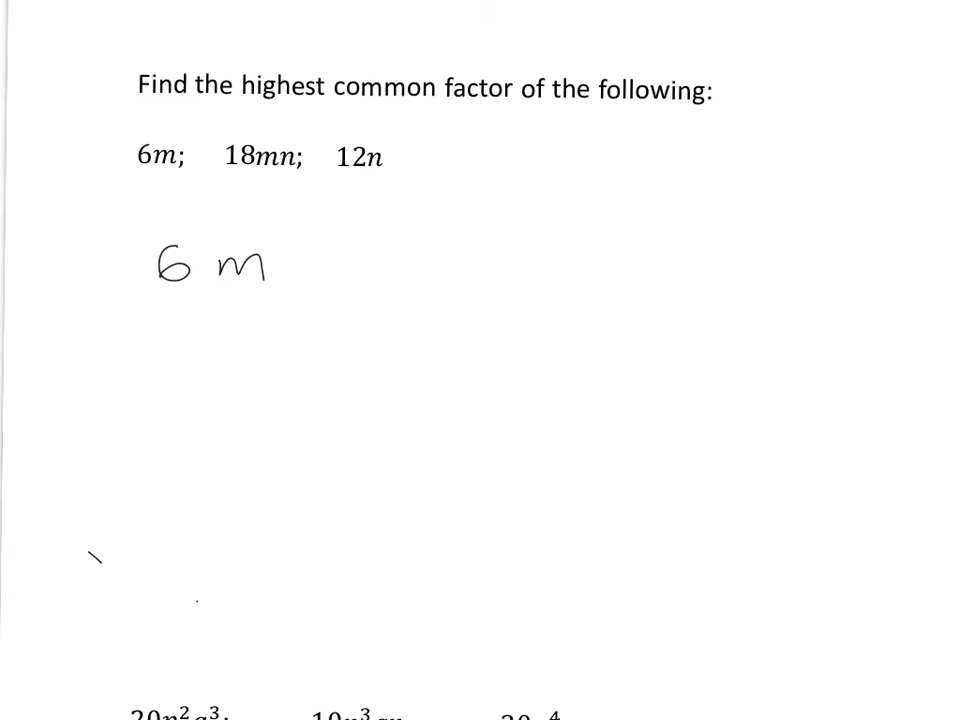 Find the highest common factor of the following:
6m; 18mn; 12n
6 m